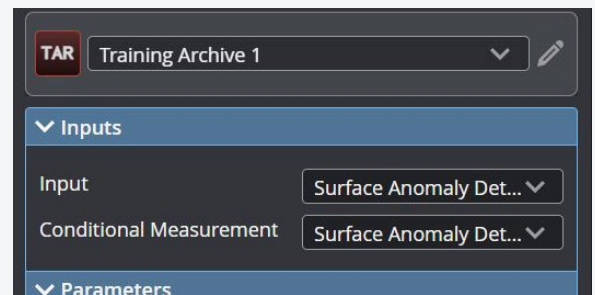 TAR Training Archive 1
Inputs
Input Surface Anomaly Det...
Conditional Measurement Surface Anomaly Det...
Parameters